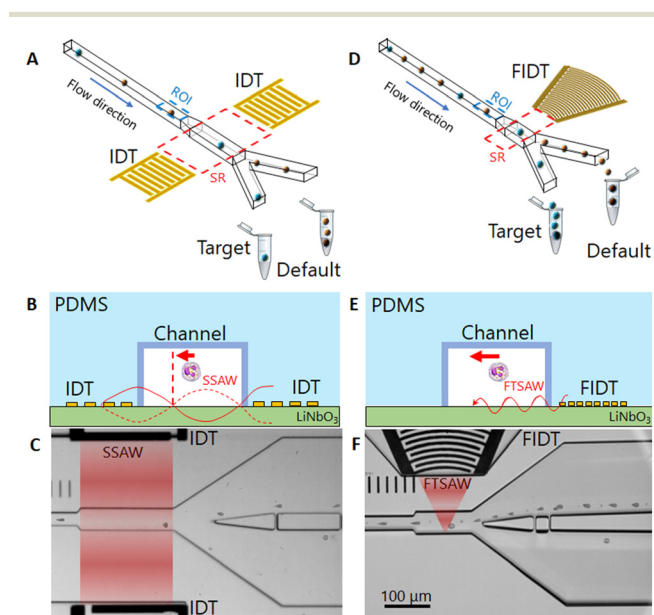 A
IDT
ROI
Flow direction
IDT
SR
Target
Default
D
FIDT
ROI
Flow direction
SR
Target
Default
B
PDMS
Channel
IDT
SSAW
IDT
LiNbO₃
E
PDMS
Channel
FTSAW
FIDT
LiNbO₃
C
IDT
SSAW
IDT
F
FIDT
FTSAW
100 μm